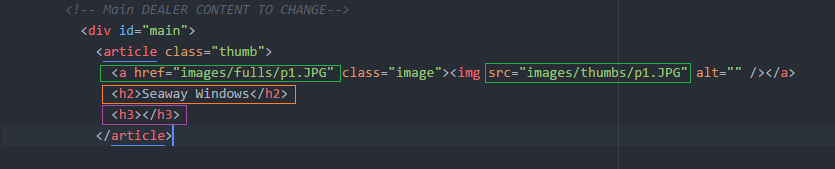 <!-- Main DEALER CONTENT TO CHANGE-->
<div id="main">
<article class="thumb">
<a href="images/fulls/p1.JPG" class="image"><img src="images/thumbs/p1.JPG" alt="" /></a>
<h2>Seaway Windows</h2>
<h3></h3>
</article>